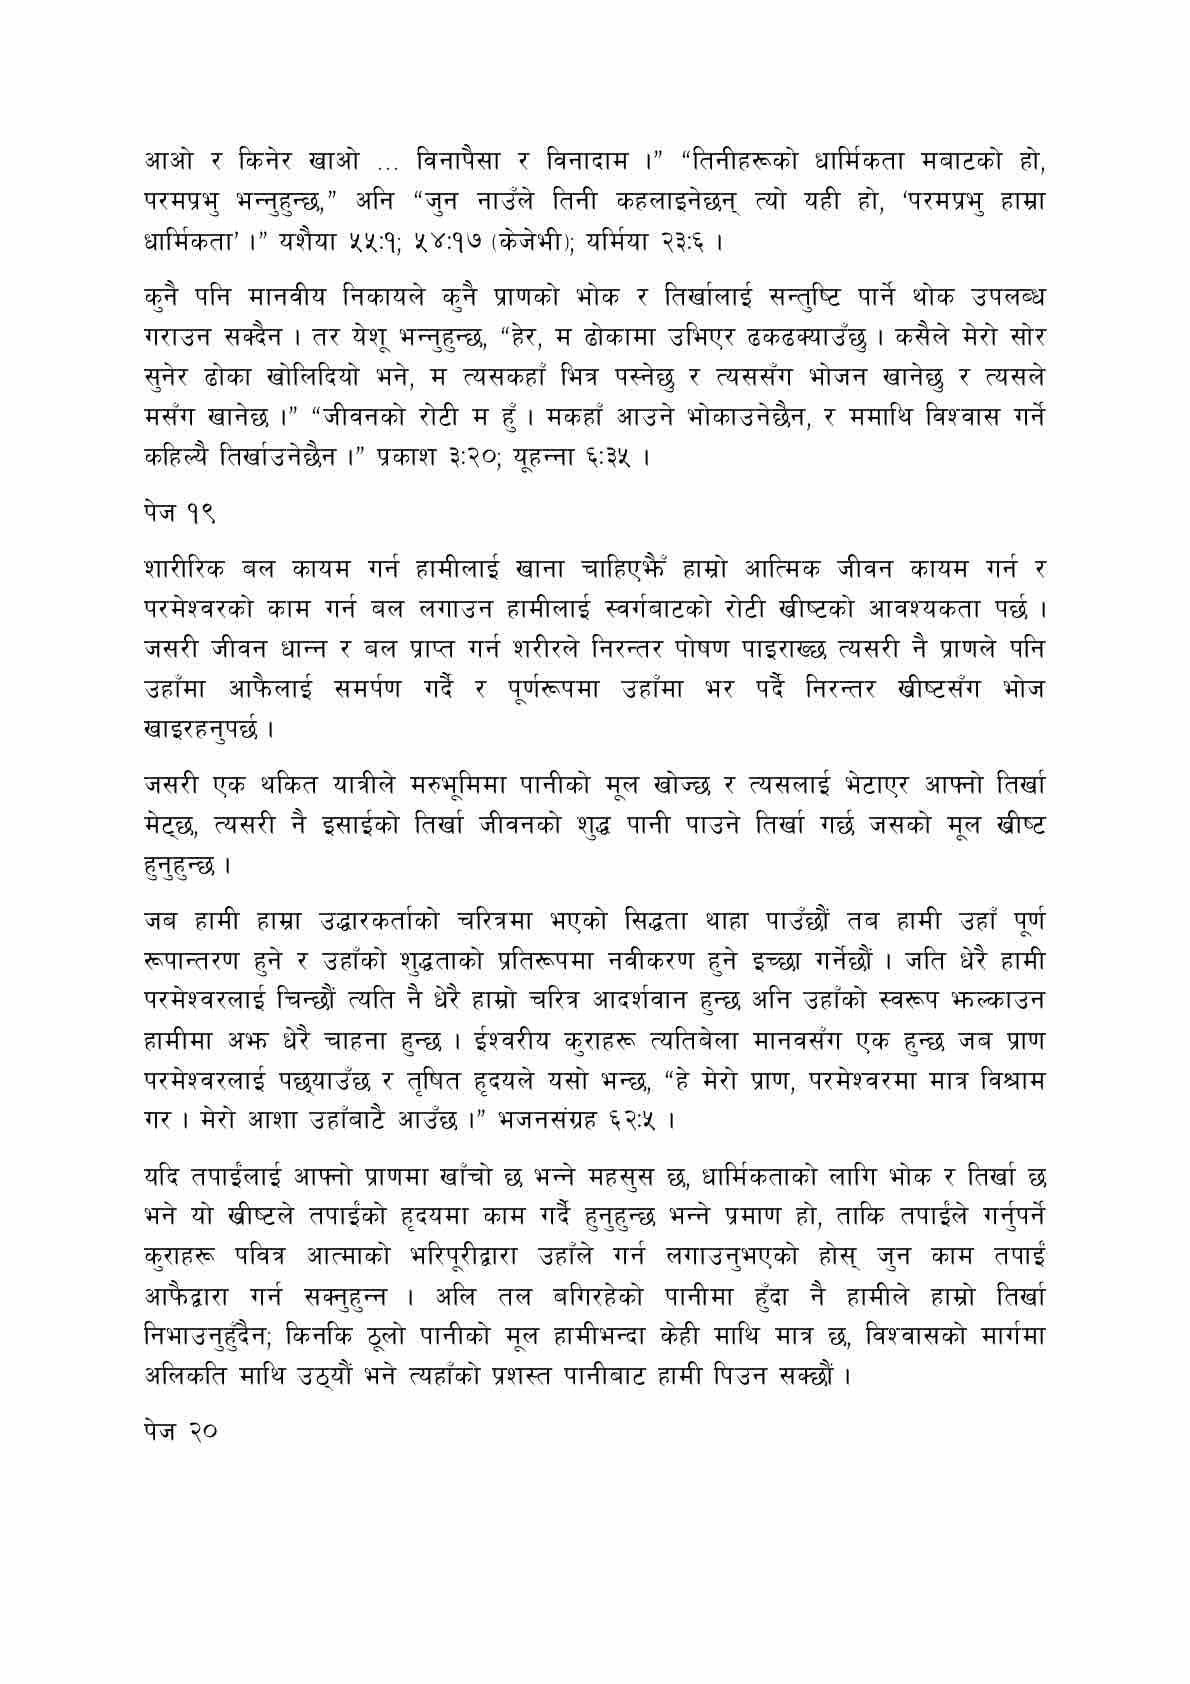 आओ र किनेर खाओ ... विनापैसा र विनादाम ।” “तिनीहरूको धार्मिकता मबाटको हो,
परमप्रभु भन्नुहुन्छ,” अनि “जुन नाउँले तिनी कहलाइनेछन् त्यो यही हो, ‘परमप्रभु हाम्रा
धार्मिकता’ ।” यशैया ५५:१; ५४:१७ (केजेभी); यर्मिया २३:६ ।
कुनै पनि मानवीय निकायले कुनै प्राणको भोक र तिर्खालाई सन्तुष्टि पार्ने थोक उपलब्ध
गराउन सक्दैन । तर येशू भन्नुहुन्छ, “हेर, म ढोकामा उभिएर ढकढक्याउँछु । कसैले मेरो सोर
सुनेर ढोका खोलिदियो भने, म त्यसकहाँ भित्र पस्नेछु र त्यससँग भोजन खानेछु र त्यसले
मसँग खानेछ ।” “जीवनको रोटी म हुँ । मकहाँ आउने भोकाउनेछैन, र ममाथि विश्वास गर्ने
कहिल्यै तिर्खाउनेछैन ।” प्रकाश ३:२०; यूहन्ना ६:३५ ।
पेज १९
शारीरिक बल कायम गर्न हामीलाई खाना चाहिएझैँ हाम्रो आत्मिक जीवन कायम गर्न र
परमेश्वरको काम गर्न बल लगाउन हामीलाई स्वर्गबाटको रोटी ख्रीष्टको आवश्यकता पर्छ ।
जसरी जीवन धान्न र बल प्राप्त गर्न शरीरले निरन्तर पोषण पाइराख्छ त्यसरी नै प्राणले पनि
उहाँमा आफैलाई समर्पण गर्दै र पूर्णरूपमा उहाँमा भर पर्दै निरन्तर ख्रीष्टसँग भोज
खाइरहनुपर्छ ।
जसरी एक थकित यात्रीले मरुभूमिमा पानीको मूल खोज्छ र त्यसलाई भेटाएर आफ्नो तिर्खा
मेट्छ, त्यसरी नै इसाईको तिर्खा जीवनको शुद्ध पानी पाउने तिर्खा गर्छ जसको मूल ख्रीष्ट
हुनुहुन्छ ।
जब हामी हाम्रा उद्धारकर्ताको चरित्रमा भएको सिद्धता थाहा पाउँछौं तब हामी उहाँ पूर्ण
रूपान्तरण हुने र उहाँको शुद्धताको प्रतिरूपमा नवीकरण हुने इच्छा गर्नेछौं । जति धेरै हामी
परमेश्वरलाई चिन्छौं त्यति नै धेरै हाम्रो चरित्र आदर्शवान हुन्छ अनि उहाँको स्वरूप झल्काउन
हामीमा अझ धेरै चाहना हुन्छ । ईश्वरीय कुराहरू त्यतिबेला मानवसँग एक हुन्छ जब प्राण
परमेश्वरलाई पछ्याउँछ र तृषित हृदयले यसो भन्छ, “हे मेरो प्राण, परमेश्वरमा मात्र विश्राम
गर । मेरो आशा उहाँबाटै आउँछ ।” भजनसंग्रह ६२:५ ।
यदि तपाईंलाई आफ्नो प्राणमा खाँचो छ भन्ने महसुस छ, धार्मिकताको लागि भोक र तिर्खा छ
भने यो ख्रीष्टले तपाईंको हृदयमा काम गर्दै हुनुहुन्छ भन्ने प्रमाण हो, ताकि तपाईंले गर्नुपर्ने
कुराहरू पवित्र आत्माको भरिपूरीद्वारा उहाँले गर्न लगाउनुभएको होस् जुन काम तपाईं
आफैद्वारा गर्न सक्नुहुन्न । अलि तल बगिरहेको पानीमा हुँदा नै हामीले हाम्रो तिर्खा
निभाउनुहुँदैन; किनकि ठूलो पानीको मूल हामीभन्दा केही माथि मात्र छ, विश्वासको मार्गमा
अलिकति माथि उठ्यौं भने त्यहाँको प्रशस्त पानीबाट हामी पिउन सक्छौं ।
पेज २०